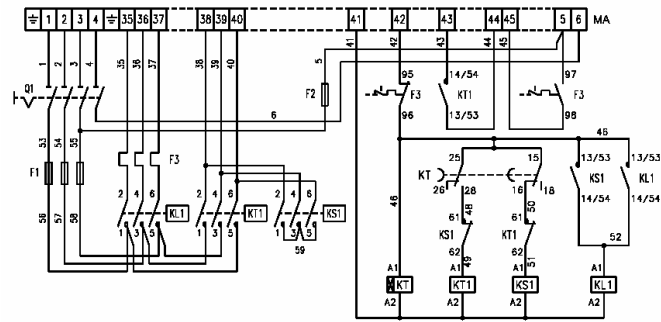 1 2 3 4 35 36 37 38 39 40 41 42 43 44 45 5 6 MA
1 2 3 4 35 36 37 38 39 40 41 42 43 44 45 5
Q1 F2 95 F3 96 14/54 KT1 13/53 97 F3 98
6
53 54 55 46
F1 F3 KT 25 26 28 15 16 18 13/53 KS1 14/54 13/53 KL1 14/54
2 4 6 KL1 2 4 6 KT1 2 4 6 KS1 46 48 50
56 57 58 1 3 5 1 3 5 1 3 5 61 KS1 62 61 KT1 62 52
59 49 51
A1 A1 A1 A1
KT KT1 KS1 KL1
A2 A2 A2 A2